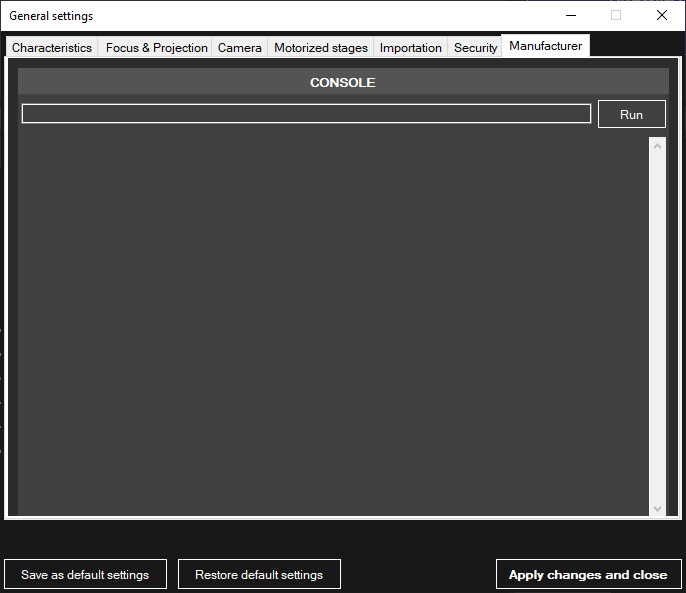 General settings
Characteristics Focus & Projection Camera Motorized stages Importation Security Manufacturer
CONSOLE
Run
Save as default settings Restore default settings Apply changes and close